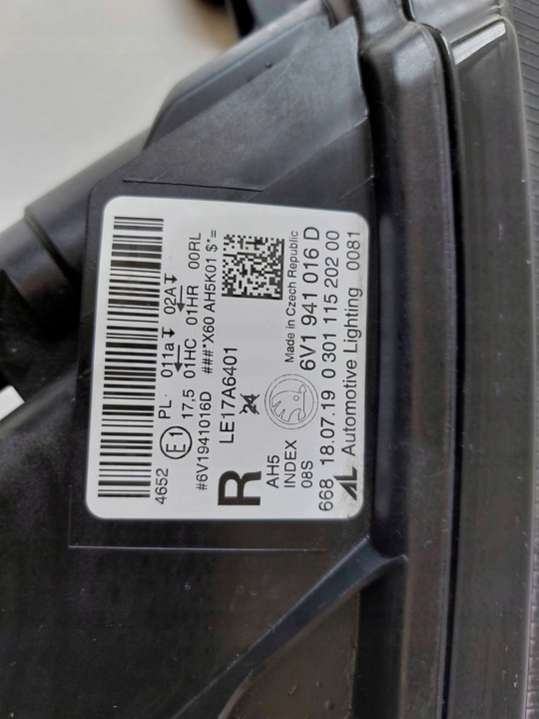 4652
PL 011a 02A
E1 17,5 01HC 01HR 00RL
#6V1941016D ###*X60 AH5K01 $*=
R LE17A6401
24
AH5
INDEX
08S
Made in Czech Republic
6V1 941 016 D
668 18.07.19 0 301 115 202 00
AL Automotive Lighting 0081